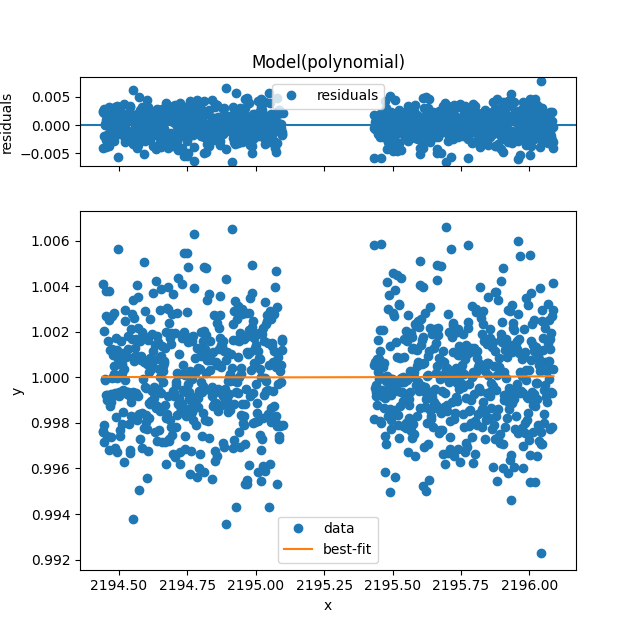 Model(polynomial)
residuals
0.005
0.000
−0.005
residuals
y
1.006
1.004
1.002
1.000
0.998
0.996
0.994
0.992
data
best-fit
2194.50 2194.75 2195.00 2195.25 2195.50 2195.75 2196.00
x